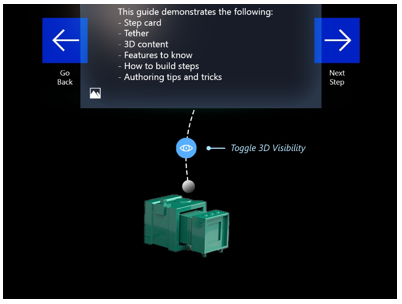 This guide demonstrates the following:
- Step card
- Tether
- 3D content
- Features to know
- How to build steps
- Authoring tips and tricks
Go
Back
Next
Step
Toggle 3D Visibility